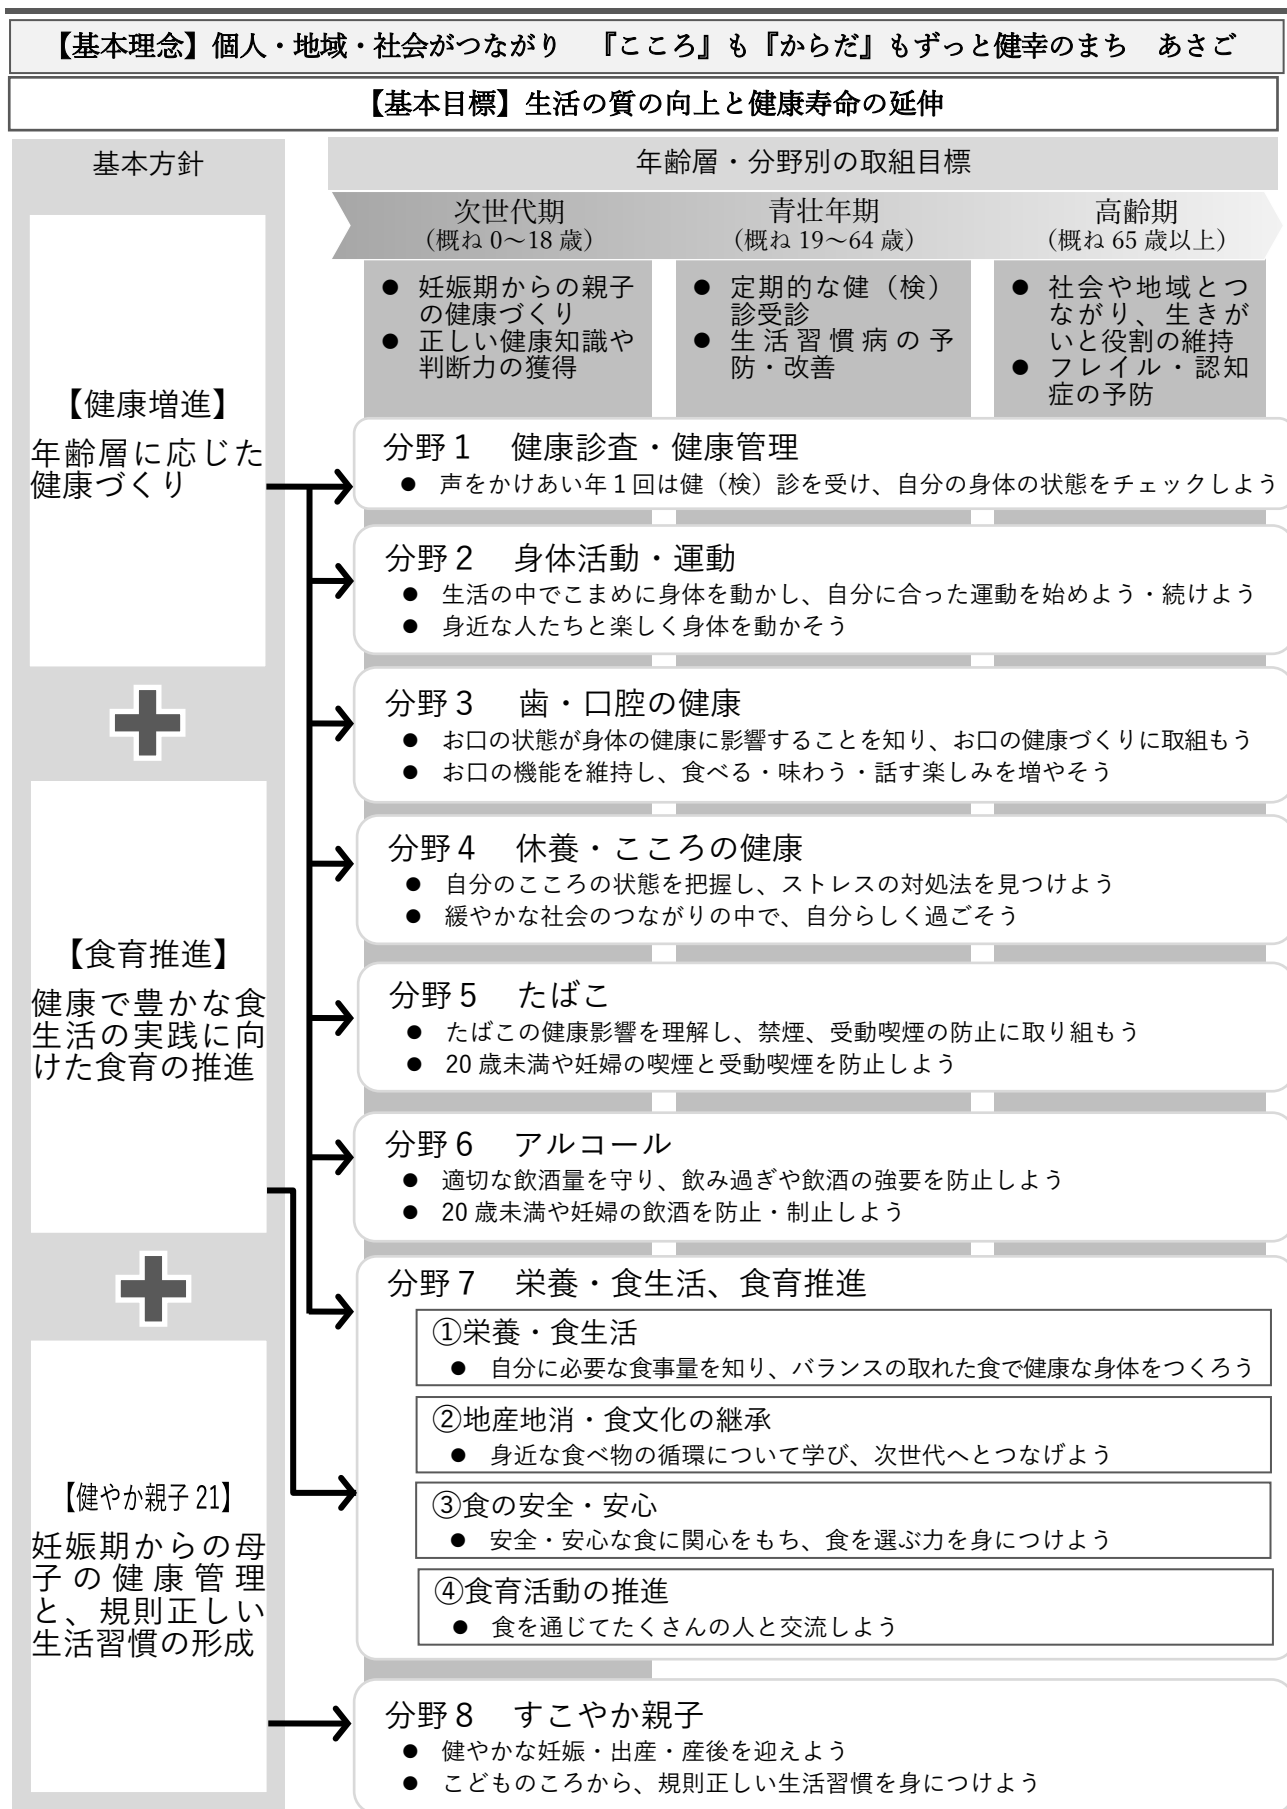 【基本理念】個人・地域・社会がつながり　『こころ』も『からだ』もずっと健幸のまち　あさご
【基本目標】生活の質の向上と健康寿命の延伸
基本方針
年齢層・分野別の取組目標
次世代期
（概ね 0～18 歳）
青壮年期
（概ね 19～64 歳）
高齢期
（概ね 65 歳以上）
● 妊娠期からの親子
の健康づくり
● 正しい健康知識や
判断力の獲得
● 定期的な健（検）
診受診
● 生活習慣病の予
防・改善
● 社会や地域とつ
ながり、生きが
いと役割の維持
● フレイル・認知
症の予防
【健康増進】
年齢層に応じた
健康づくり
分野１　健康診査・健康管理
● 声をかけあい年１回は健（検）診を受け、自分の身体の状態をチェックしよう
分野２　身体活動・運動
● 生活の中でこまめに身体を動かし、自分に合った運動を始めよう・続けよう
● 身近な人たちと楽しく身体を動かそう
分野３　歯・口腔の健康
● お口の状態が身体の健康に影響することを知り、お口の健康づくりに取組もう
● お口の機能を維持し、食べる・味わう・話す楽しみを増やそう
分野４　休養・こころの健康
● 自分のこころの状態を把握し、ストレスの対処法を見つけよう
● 緩やかな社会のつながりの中で、自分らしく過ごそう
【食育推進】
健康で豊かな食
生活の実践に向
けた食育の推進
分野５　たばこ
● たばこの健康影響を理解し、禁煙、受動喫煙の防止に取り組もう
● 20 歳未満や妊婦の喫煙と受動喫煙を防止しよう
分野６　アルコール
● 適切な飲酒量を守り、飲み過ぎや飲酒の強要を防止しよう
● 20 歳未満や妊婦の飲酒を防止・制止しよう
分野７　栄養・食生活、食育推進
①栄養・食生活
● 自分に必要な食事量を知り、バランスの取れた食で健康な身体をつくろう
②地産地消・食文化の継承
● 身近な食べ物の循環について学び、次世代へとつなげよう
③食の安全・安心
● 安全・安心な食に関心をもち、食を選ぶ力を身につけよう
④食育活動の推進
● 食を通じてたくさんの人と交流しよう
【健やか親子 21】
妊娠期からの母
子の健康管理
と、規則正しい
生活習慣の形成
分野８　すこやか親子
● 健やかな妊娠・出産・産後を迎えよう
● こどものころから、規則正しい生活習慣を身につけよう